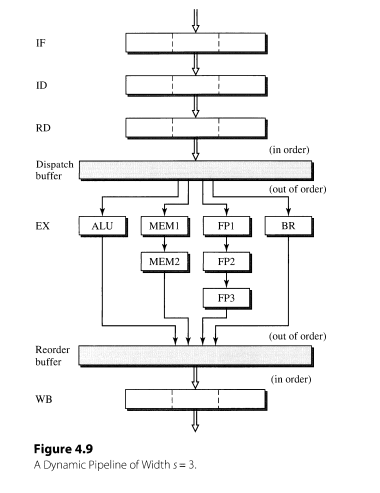 IF
ID
RD
(in order)
Dispatch
buffer
(out of order)
EX
ALU
MEM1
FP1
BR
MEM2
FP2
FP3
(out of order)
Reorder
buffer
(in order)
WB
Figure 4.9
A Dynamic Pipeline of Width s = 3.